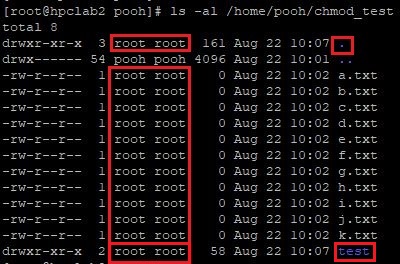 [root@hpclab2 pooh]# ls -al /home/pooh/chmod_test
total 8
drwxr-xr-x 3 root root 161 Aug 22 10:07 .
drwx------ 54 pooh pooh 4096 Aug 22 10:01 ..
-rw-r--r-- 1 root root 0 Aug 22 10:02 a.txt
-rw-r--r-- 1 root root 0 Aug 22 10:02 b.txt
-rw-r--r-- 1 root root 0 Aug 22 10:02 c.txt
-rw-r--r-- 1 root root 0 Aug 22 10:02 d.txt
-rw-r--r-- 1 root root 0 Aug 22 10:02 e.txt
-rw-r--r-- 1 root root 0 Aug 22 10:02 f.txt
-rw-r--r-- 1 root root 0 Aug 22 10:02 g.txt
-rw-r--r-- 1 root root 0 Aug 22 10:02 h.txt
-rw-r--r-- 1 root root 0 Aug 22 10:02 i.txt
-rw-r--r-- 1 root root 0 Aug 22 10:02 j.txt
-rw-r--r-- 1 root root 0 Aug 22 10:02 k.txt
drwxr-xr-x 2 root root 58 Aug 22 10:07 test